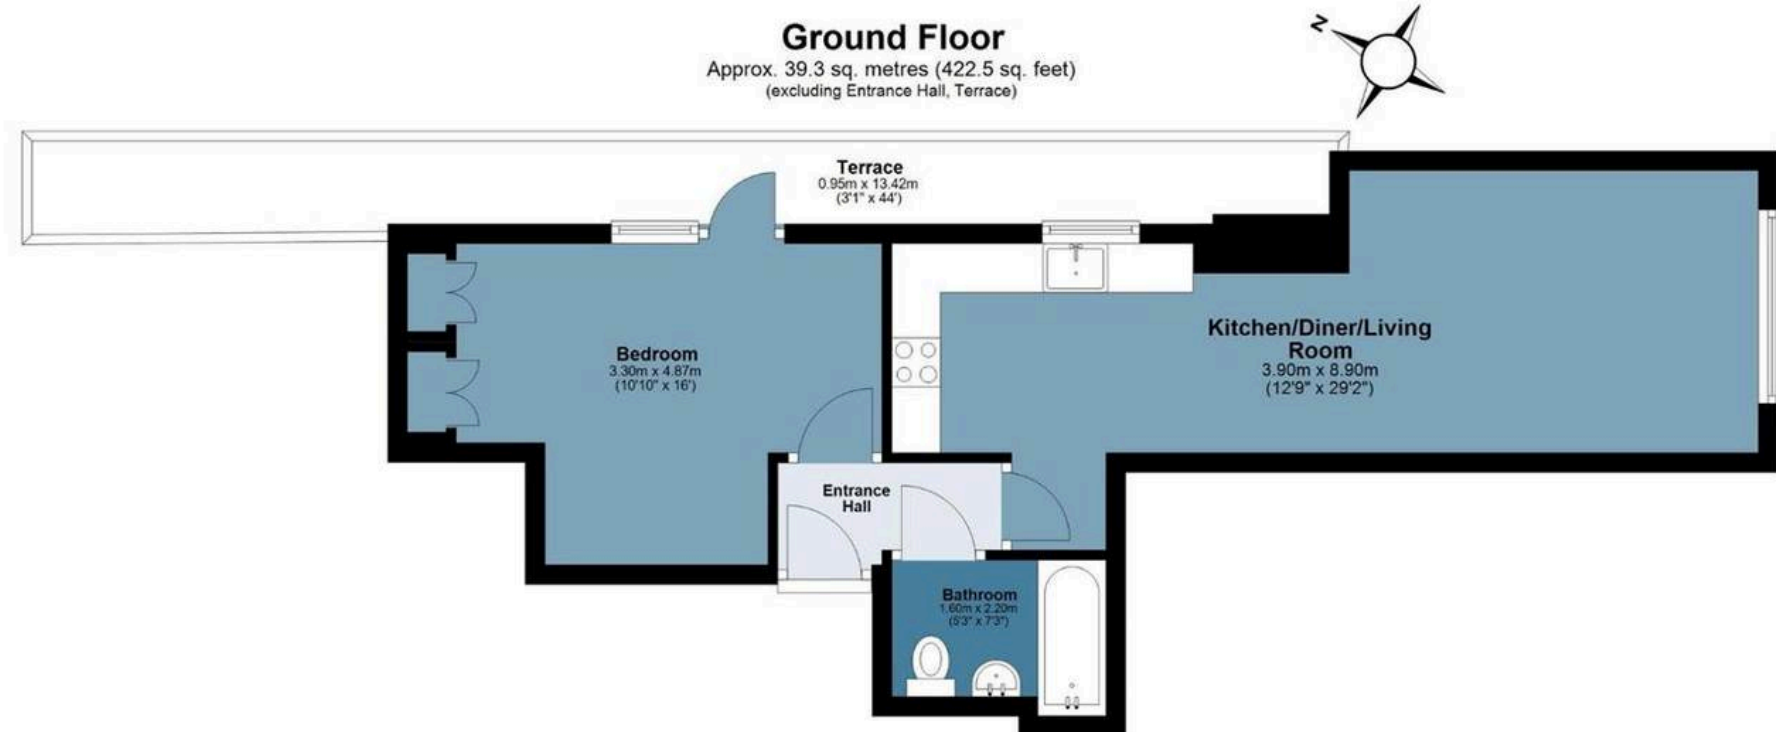 Ground Floor
Approx. 39.3 sq. metres (422.5 sq. feet)
(excluding Entrance Hall, Terrace)
N
Terrace
0.95m x 13.42m
(3'1" x 44')
Bedroom
3.30m x 4.87m
(10'10" x 16')
Kitchen/Diner/Living
Room
3.90m x 8.90m
(12'9" x 29'2")
Entrance
Hall
Bathroom
1.60m x 2.20m
(5'3" x 7'3")